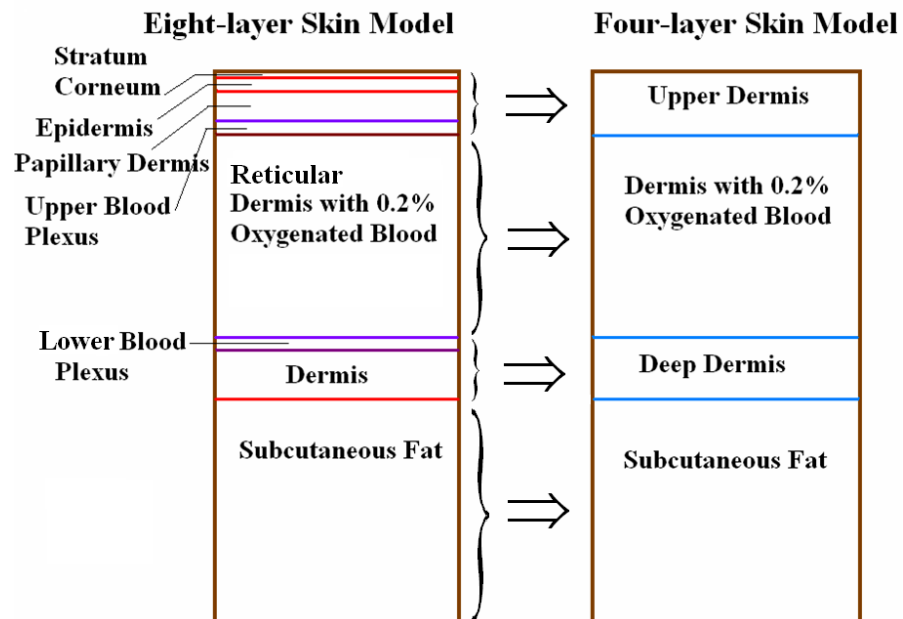 Eight-layer Skin Model
Four-layer Skin Model
Stratum
Corneum
Epidermis
Papillary Dermis
Upper Blood
Plexus
Reticular
Dermis with 0.2%
Oxygenated Blood
Lower Blood
Plexus
Dermis
Subcutaneous Fat
Upper Dermis
Dermis with 0.2%
Oxygenated Blood
Deep Dermis
Subcutaneous Fat